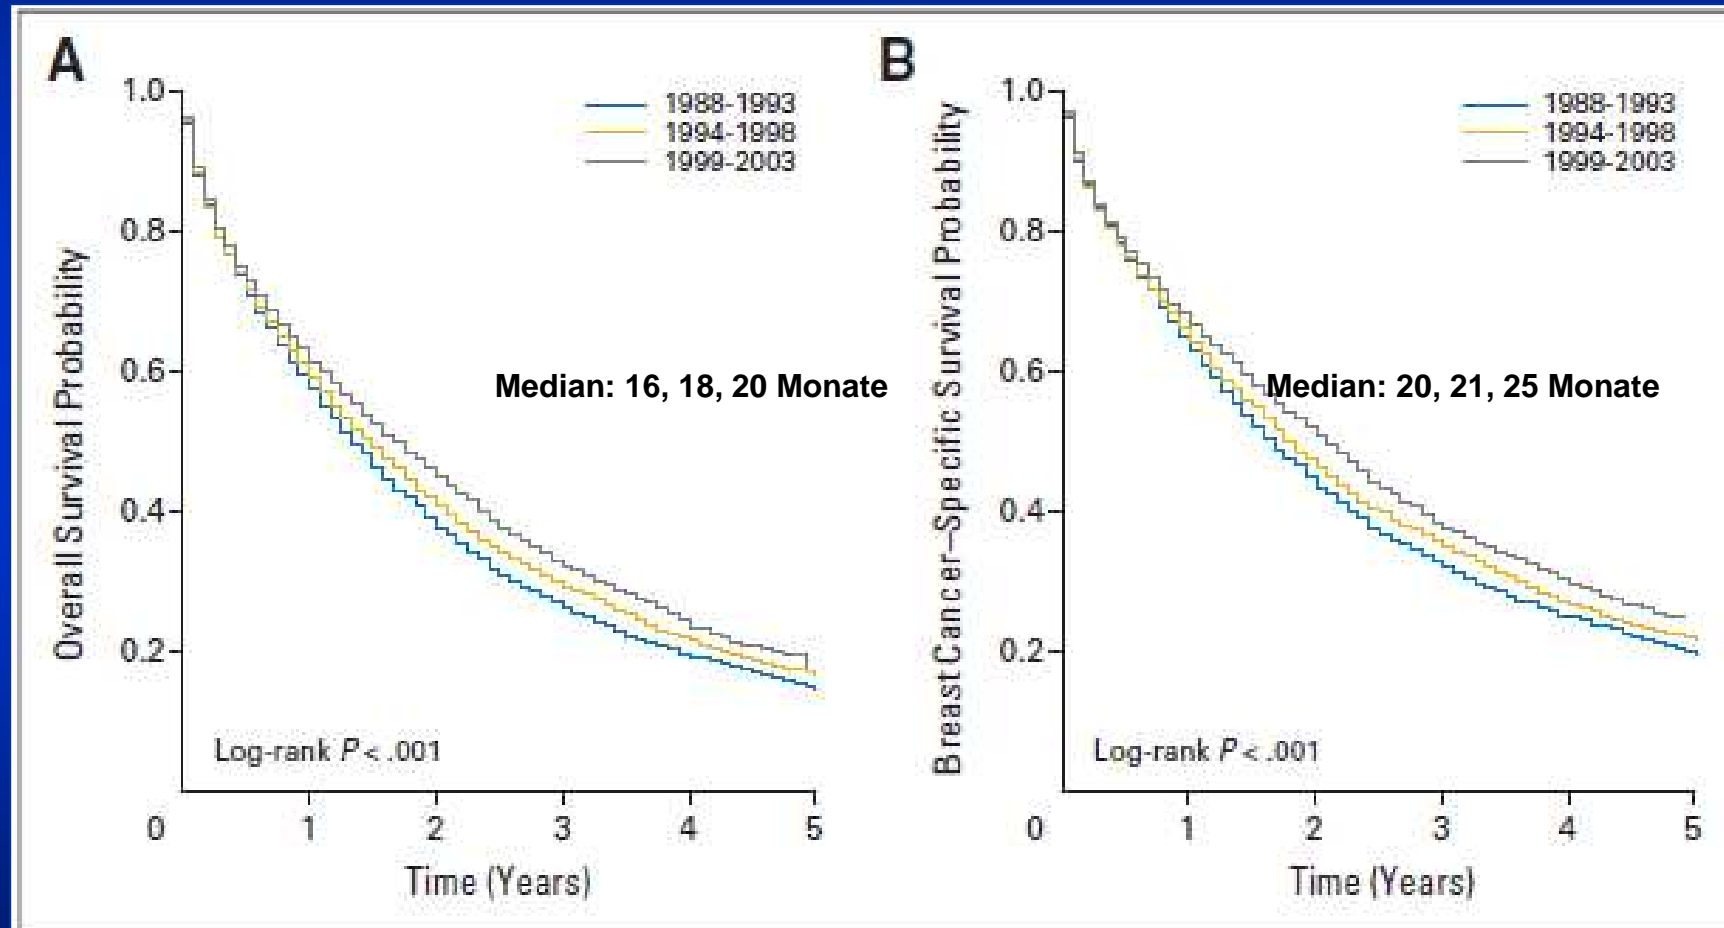 A
1.0
0.8
0.6
0.4
0.2
0
1
2
3
4
5
Overall Survival Probability
Time (Years)
1988-1993
1994-1998
1999-2003
Median: 16, 18, 20 Monate
Log-rank P < .001
B
1.0
0.8
0.6
0.4
0.2
0
1
2
3
4
5
Breast Cancer–Specific Survival Probability
Time (Years)
1988-1993
1994-1998
1999-2003
Median: 20, 21, 25 Monate
Log-rank P < .001